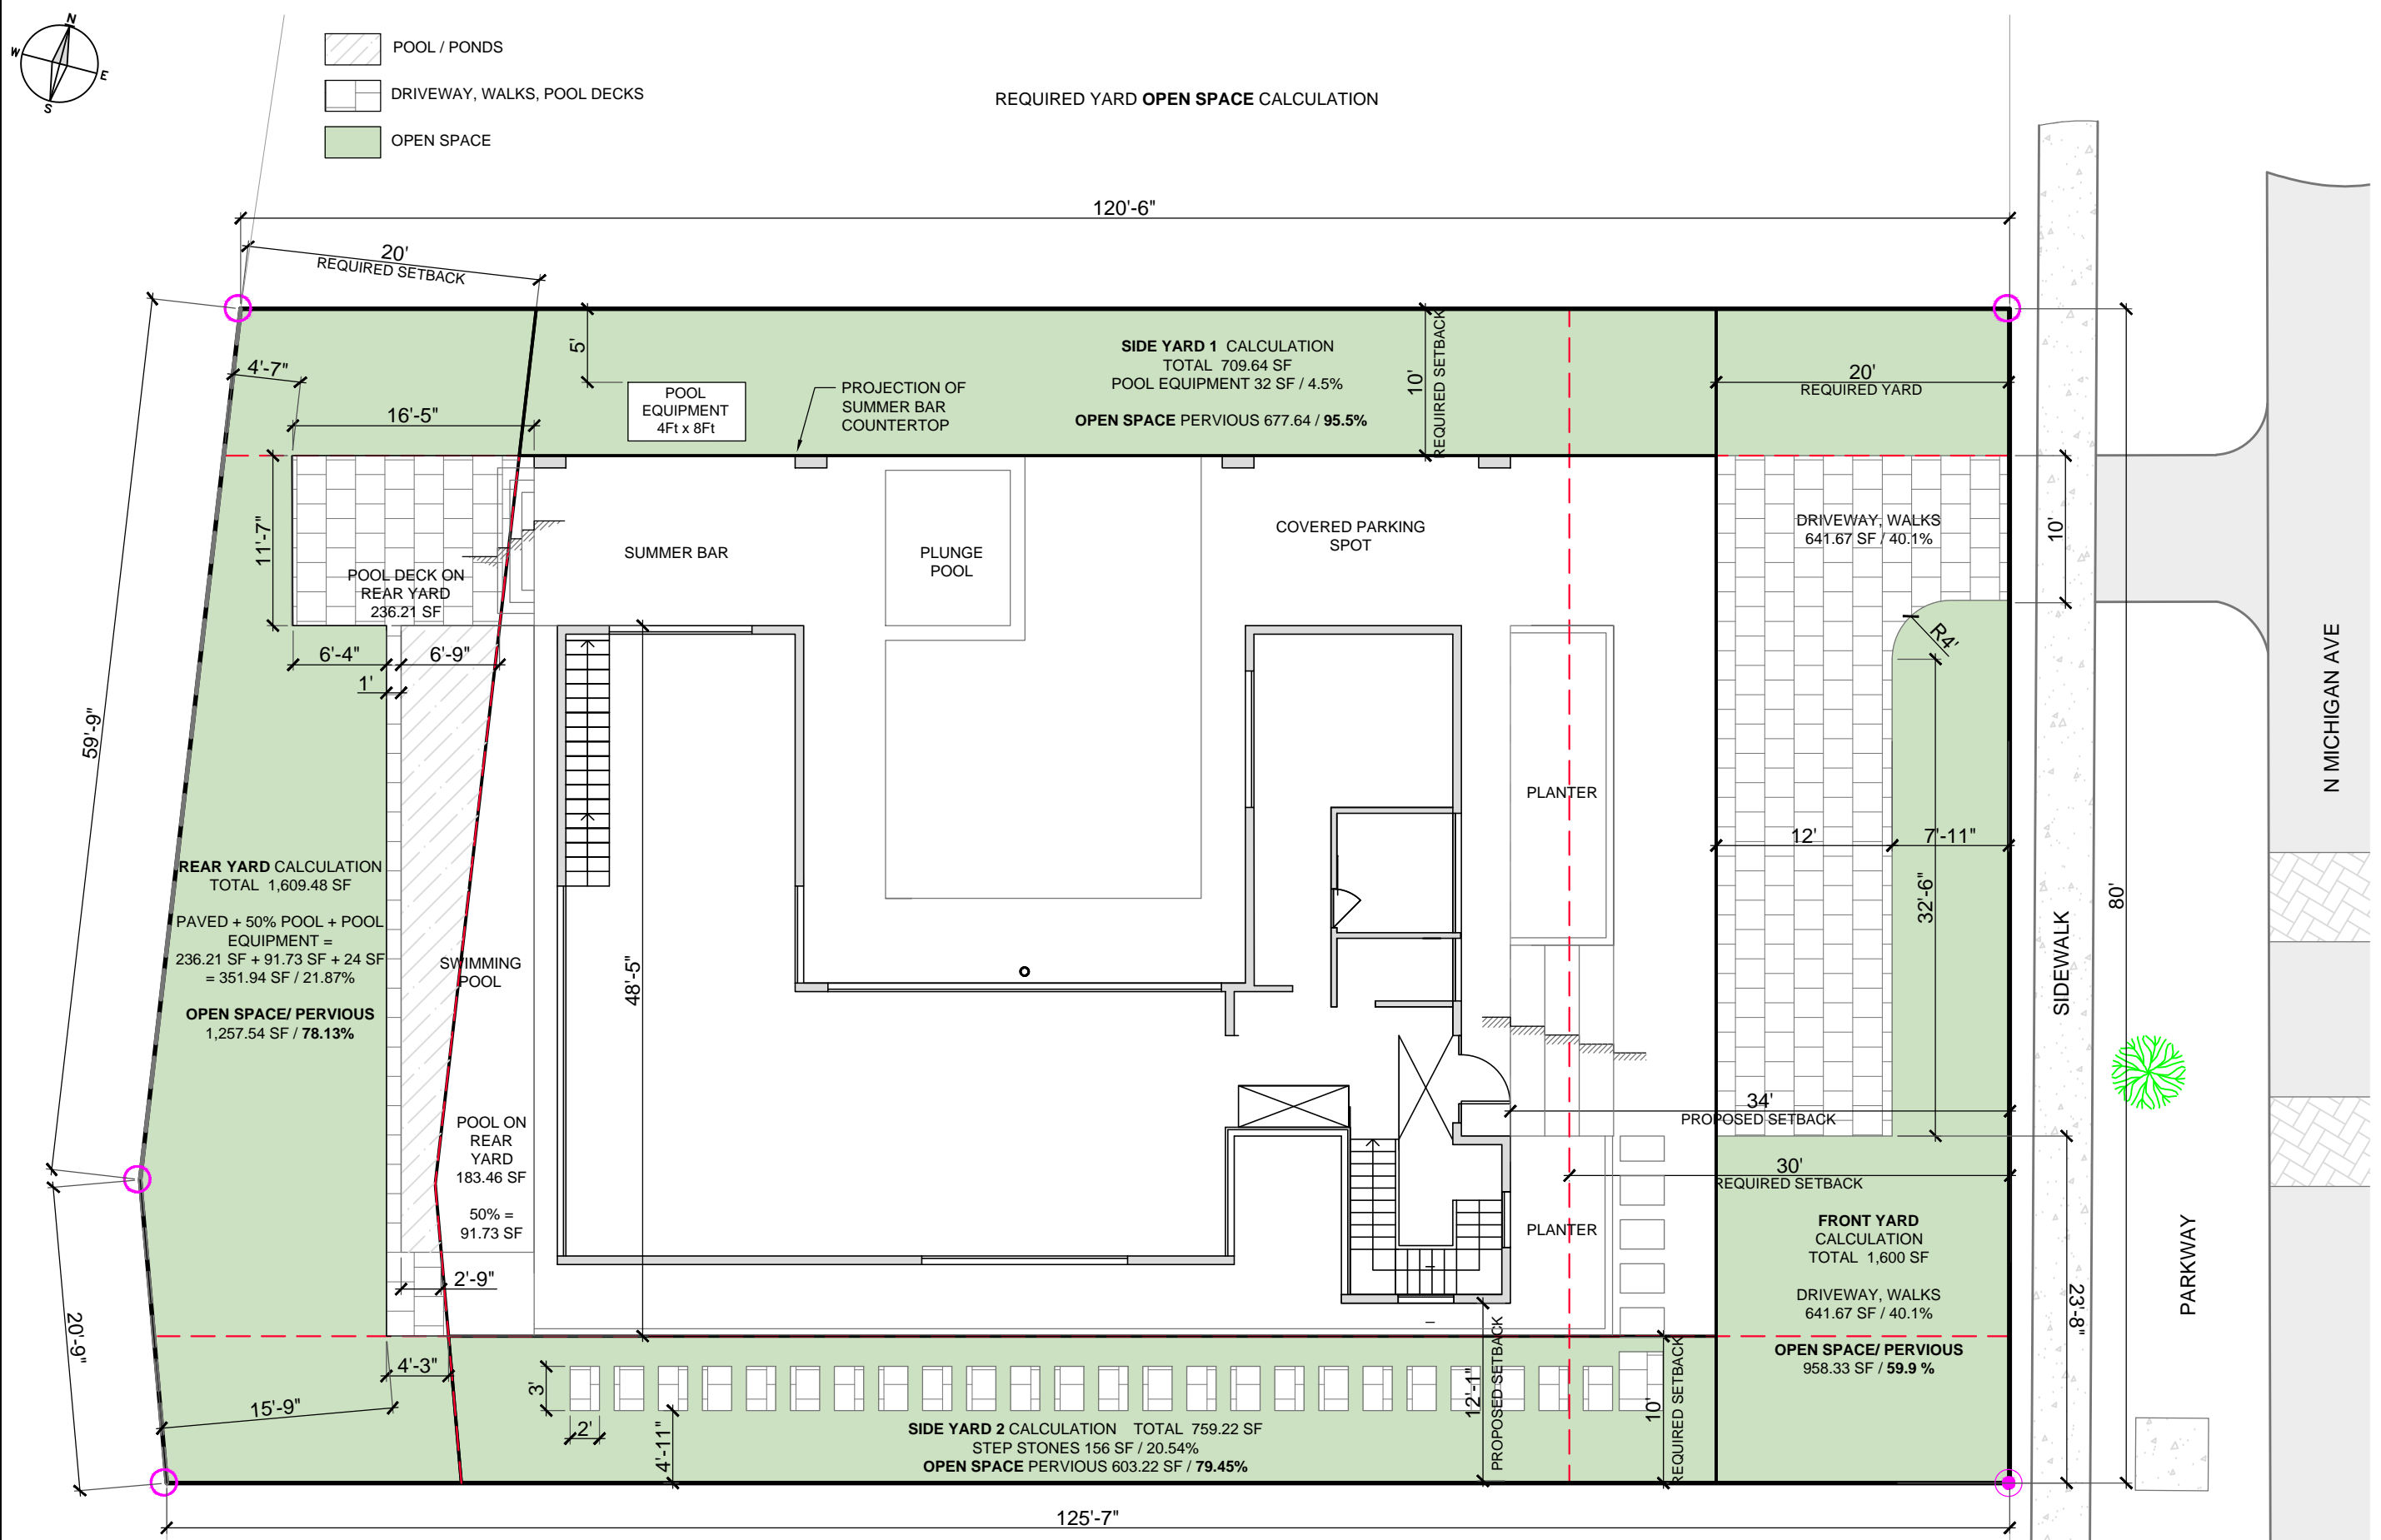 N
W
E
S
POOL / PONDS
DRIVEWAY, WALKS, POOL DECKS
OPEN SPACE
REQUIRED YARD OPEN SPACE CALCULATION
120'-6"
20'
REQUIRED SETBACK
4'-7"
16'-5"
5'
POOL
EQUIPMENT
4Ft x 8Ft
PROJECTION OF
SUMMER BAR
COUNTERTOP
SIDE YARD 1 CALCULATION
TOTAL 709.64 SF
POOL EQUIPMENT 32 SF / 4.5%
OPEN SPACE PERVIOUS 677.64 / 95.5%
10'
REQUIRED SETBACK
20'
REQUIRED YARD
11'-7"
POOL DECK ON
REAR YARD
236.21 SF
SUMMER BAR
PLUNGE
POOL
COVERED PARKING
SPOT
DRIVEWAY, WALKS
641.67 SF / 40.1%
10'
R4'
6'-4"
6'-9"
1'
59'-9"
N MICHIGAN AVE
PLANTER
12'
7'-11"
32'-6"
80'
REAR YARD CALCULATION
TOTAL 1,609.48 SF
PAVED + 50% POOL + POOL
EQUIPMENT =
236.21 SF + 91.73 SF + 24 SF
= 351.94 SF / 21.87%
OPEN SPACE/ PERVIOUS
1,257.54 SF / 78.13%
SWIMMING
POOL
48'-5"
SIDEWALK
34'
PROPOSED SETBACK
30'
REQUIRED SETBACK
POOL ON
REAR
YARD
183.46 SF
50% =
91.73 SF
PLANTER
FRONT YARD
CALCULATION
TOTAL 1,600 SF
DRIVEWAY, WALKS
641.67 SF / 40.1%
OPEN SPACE/ PERVIOUS
958.33 SF / 59.9 %
PARKWAY
23'-8"
2'-9"
20'-9"
4'-3"
15'-9"
3'
2'
4'-11"
SIDE YARD 2 CALCULATION TOTAL 759.22 SF
STEP STONES 156 SF / 20.54%
OPEN SPACE PERVIOUS 603.22 SF / 79.45%
12'-1"
PROPOSED SETBACK
10'
REQUIRED SETBACK
125'-7"